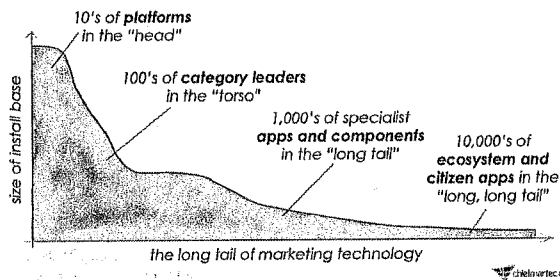 10's of platforms
in the "head"
100's of category leaders
in the "torso"
1,000's of specialist
apps and components
in the "long tail"
10,000's of
ecosystem and
citizen apps in the
"long, long tail"
size of install base
the long tail of marketing technology
chiefmartec